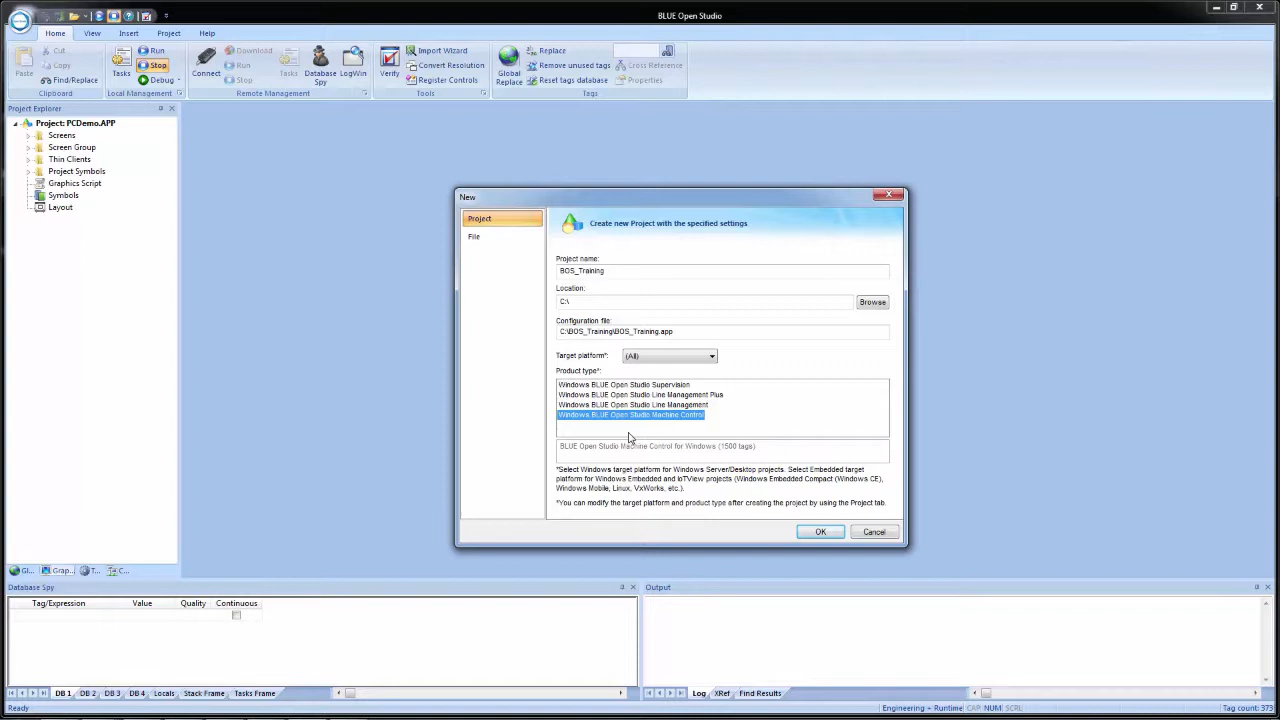 BLUE Open Studio
Home View Insert Project Help
Paste
Cut
Copy
Find/Replace
Clipboard
Tasks
Run
Stop
Debug
Local Management
Connect
Download
Run
Stop
Tasks
Database Spy
LogWin
Remote Management
Verify
Import Wizard
Convert Resolution
Register Controls
Tools
Global Replace
Replace
Remove unused tags
Reset tags database
Cross Reference
Properties
Tags
Project Explorer
Project: PCDemo.APP
Screens
Screen Group
Thin Clients
Project Symbols
Graphics Script
Symbols
Layout
Gl... Grap... T... C...
New
Project
File
Create new Project with the specified settings
Project name:
BOS_Training
Location:
C:\
Browse
Configuration file:
C:\BOS_Training\BOS_Training.app
Target platform*: (All)
Product type*:
Windows BLUE Open Studio Supervision
Windows BLUE Open Studio Line Management Plus
Windows BLUE Open Studio Line Management
Windows BLUE Open Studio Machine Control
BLUE Open Studio Machine Control for Windows (1500 tags)
*Select Windows target platform for Windows Server/Desktop projects. Select Embedded target
platform for Windows Embedded and IoTView projects (Windows Embedded Compact (Windows CE),
Windows Mobile, Linux, VxWorks, etc.).
*You can modify the target platform and product type after creating the project by using the Project tab.
OK Cancel
Database Spy
Tag/Expression Value Quality Continuous
DB 1 DB 2 DB 3 DB 4 Locals Stack Frame Tasks Frame
Output
Log XRef Find Results
Ready
Engineering + Runtime CAP NUM SCRL Tag count: 373